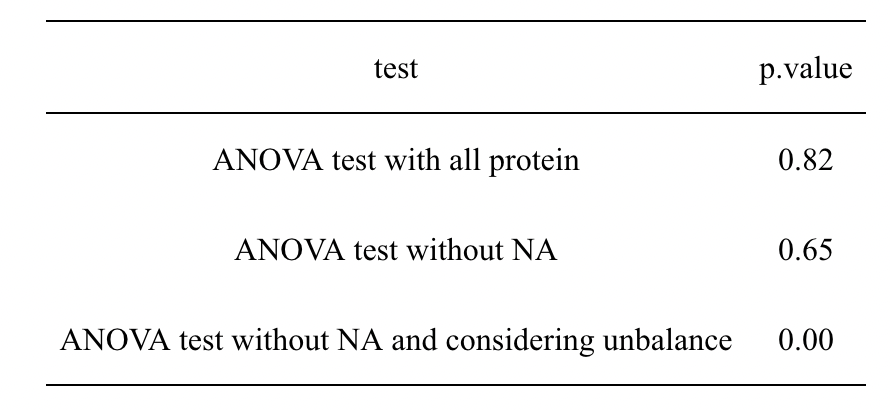 test p.value
ANOVA test with all protein 0.82
ANOVA test without NA 0.65
ANOVA test without NA and considering unbalance 0.00